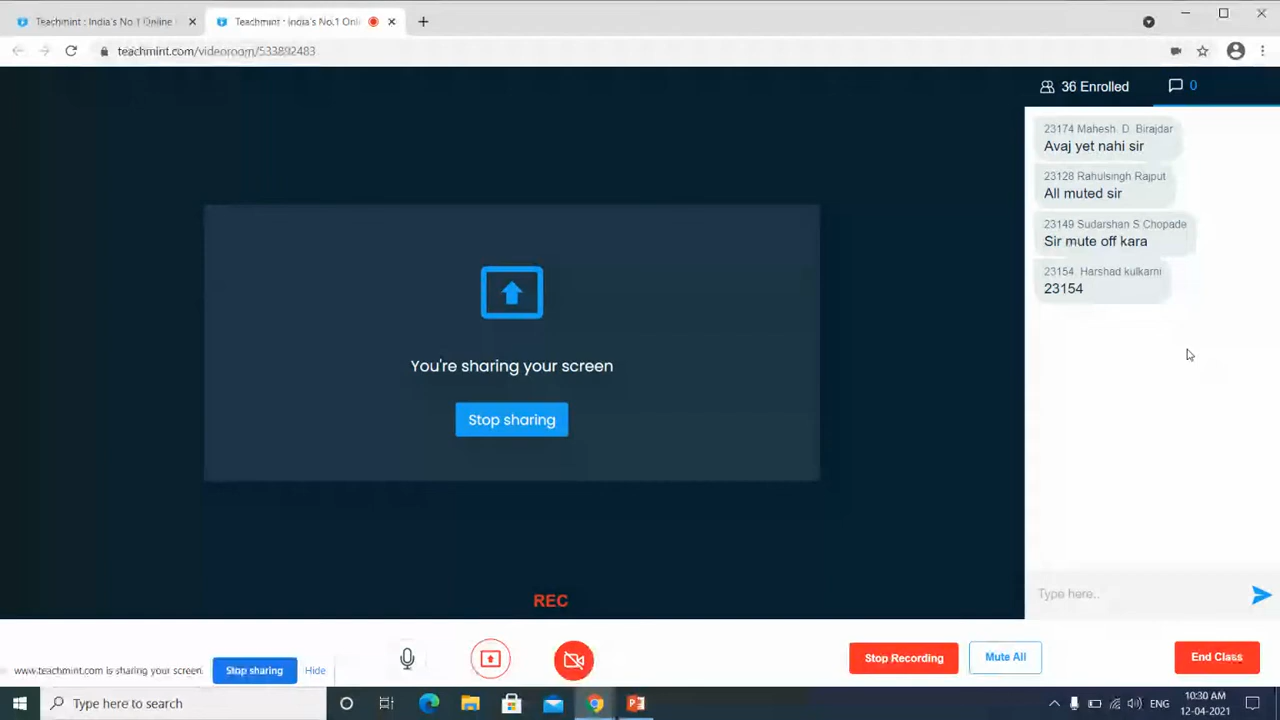 Teachmint : India's No.1 Online
Teachmint : India's No.1 Onli
teachmint.com/videoroom/533892483
36 Enrolled
0
23174 Mahesh. D. Birajdar
Avaj yet nahi sir
23128 Rahulsingh Rajput
All muted sir
23149 Sudarshan S Chopade
Sir mute off kara
23154 Harshad kulkarni
23154
You're sharing your screen
Stop sharing
REC
Type here..
www.teachmint.com is sharing your screen.
Stop sharing
Hide
Stop Recording
Mute All
End Class
Type here to search
ENG
10:30 AM
12-04-2021